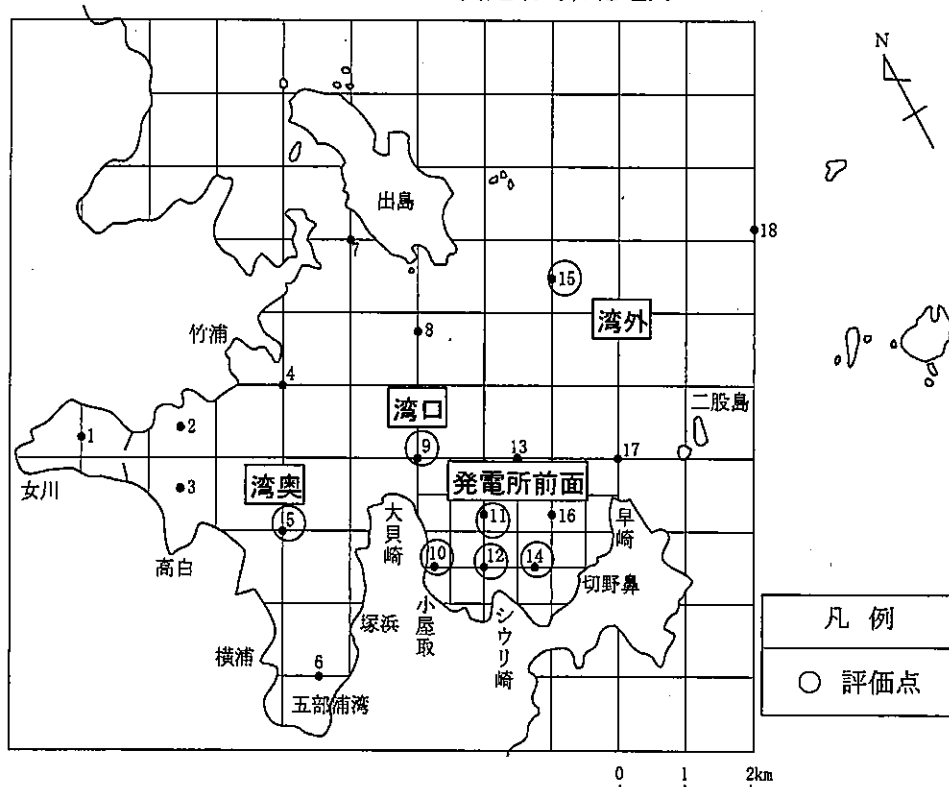 N
出島
18
7
15
湾外
竹浦
8
4
二股島
湾口
2
1
9
13
17
女川
湾奥
発電所前面
3
大貝崎
5
11
16
早崎
高白
10
12
14
切野鼻
小屋取
シウリ崎
塚浜
横浦
6
五部浦湾
凡例
○ 評価点
0 1 2km